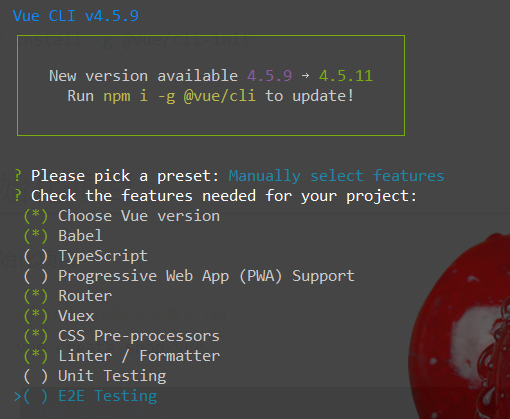 Vue CLI v4.5.9
New version available 4.5.9 → 4.5.11
Run npm i -g @vue/cli to update!
? Please pick a preset: Manually select features
? Check the features needed for your project:
(*) Choose Vue version
(*) Babel
( ) TypeScript
( ) Progressive Web App (PWA) Support
(*) Router
(*) Vuex
(*) CSS Pre-processors
(*) Linter / Formatter
( ) Unit Testing
>( ) E2E Testing